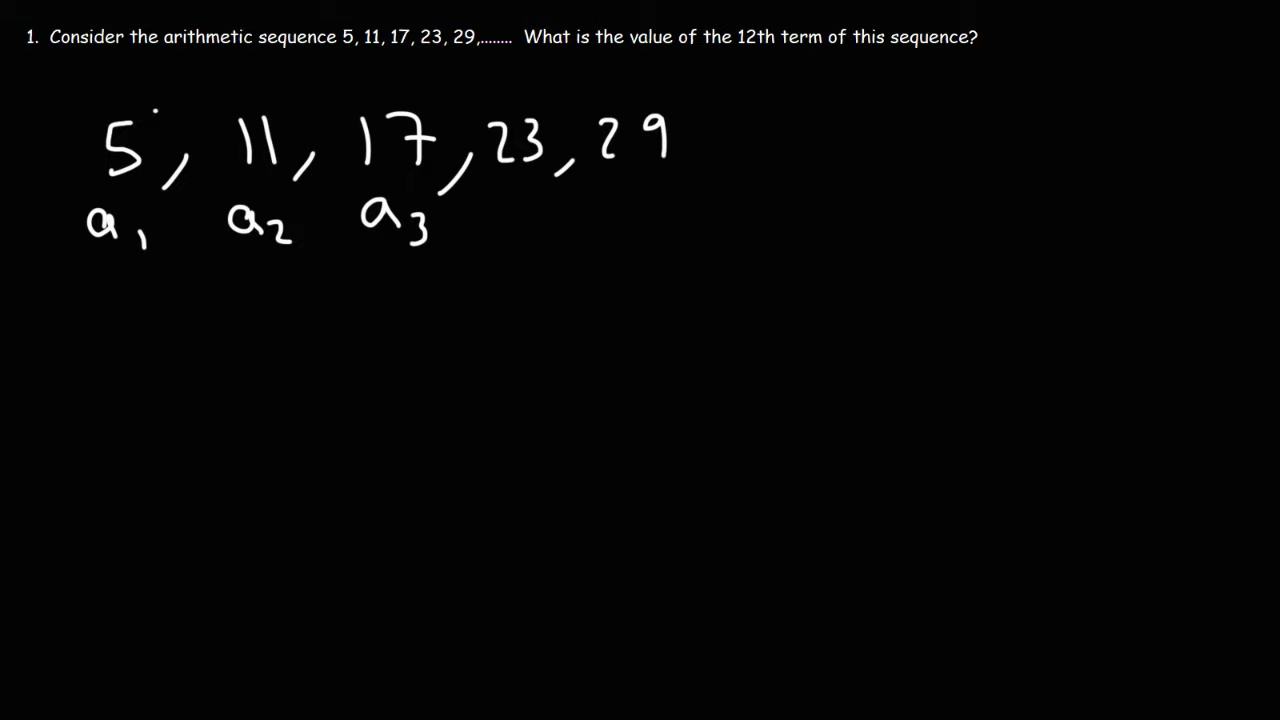 1. Consider the arithmetic sequence 5, 11, 17, 23, 29,........ What is the value of the 12th term of this sequence?
5, 11, 17, 23, 29
a1 a2 a3